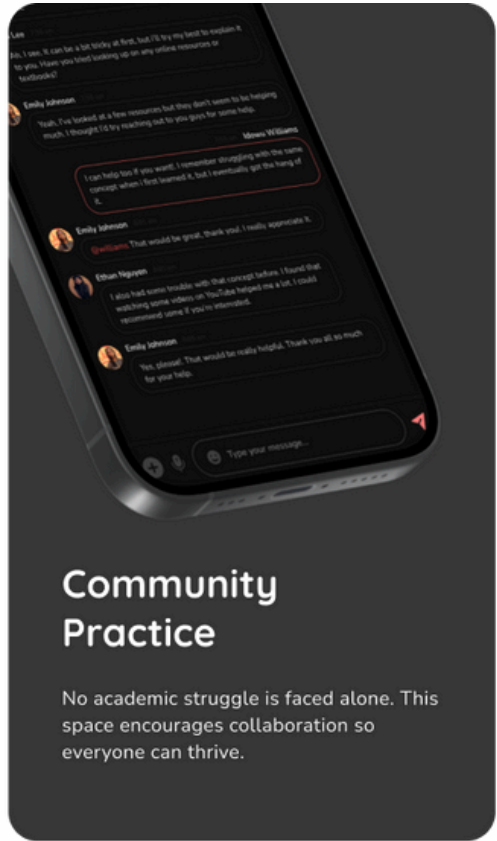 Lee
Ah, I see. It can be a bit tricky at first, but I'll try my best to explain it
to you. Have you tried looking up on any online resources or
textbooks?
Emily Johnson
Yeah, I've looked at a few resources but they don't seem to be helping
much. I thought I'd try reaching out to you guys for some help.
Idowu Williams
I can help too if you want!. I remember struggling with the same
concept when i first learned it, but i eventually got the hang of
it.
Emily Johnson
@williams That would be great, thank you!. I really appreciate it.
Ethan Nguyen
I also had some trouble with that concept before. I found that
watching some videos on YouTube helped me a lot. I could
recommend some if you're interested.
Emily Johnson
Yes, please!. That would be really helpful. Thank you all so much
for your help.
Type your message...
Community
Practice
No academic struggle is faced alone. This
space encourages collaboration so
everyone can thrive.